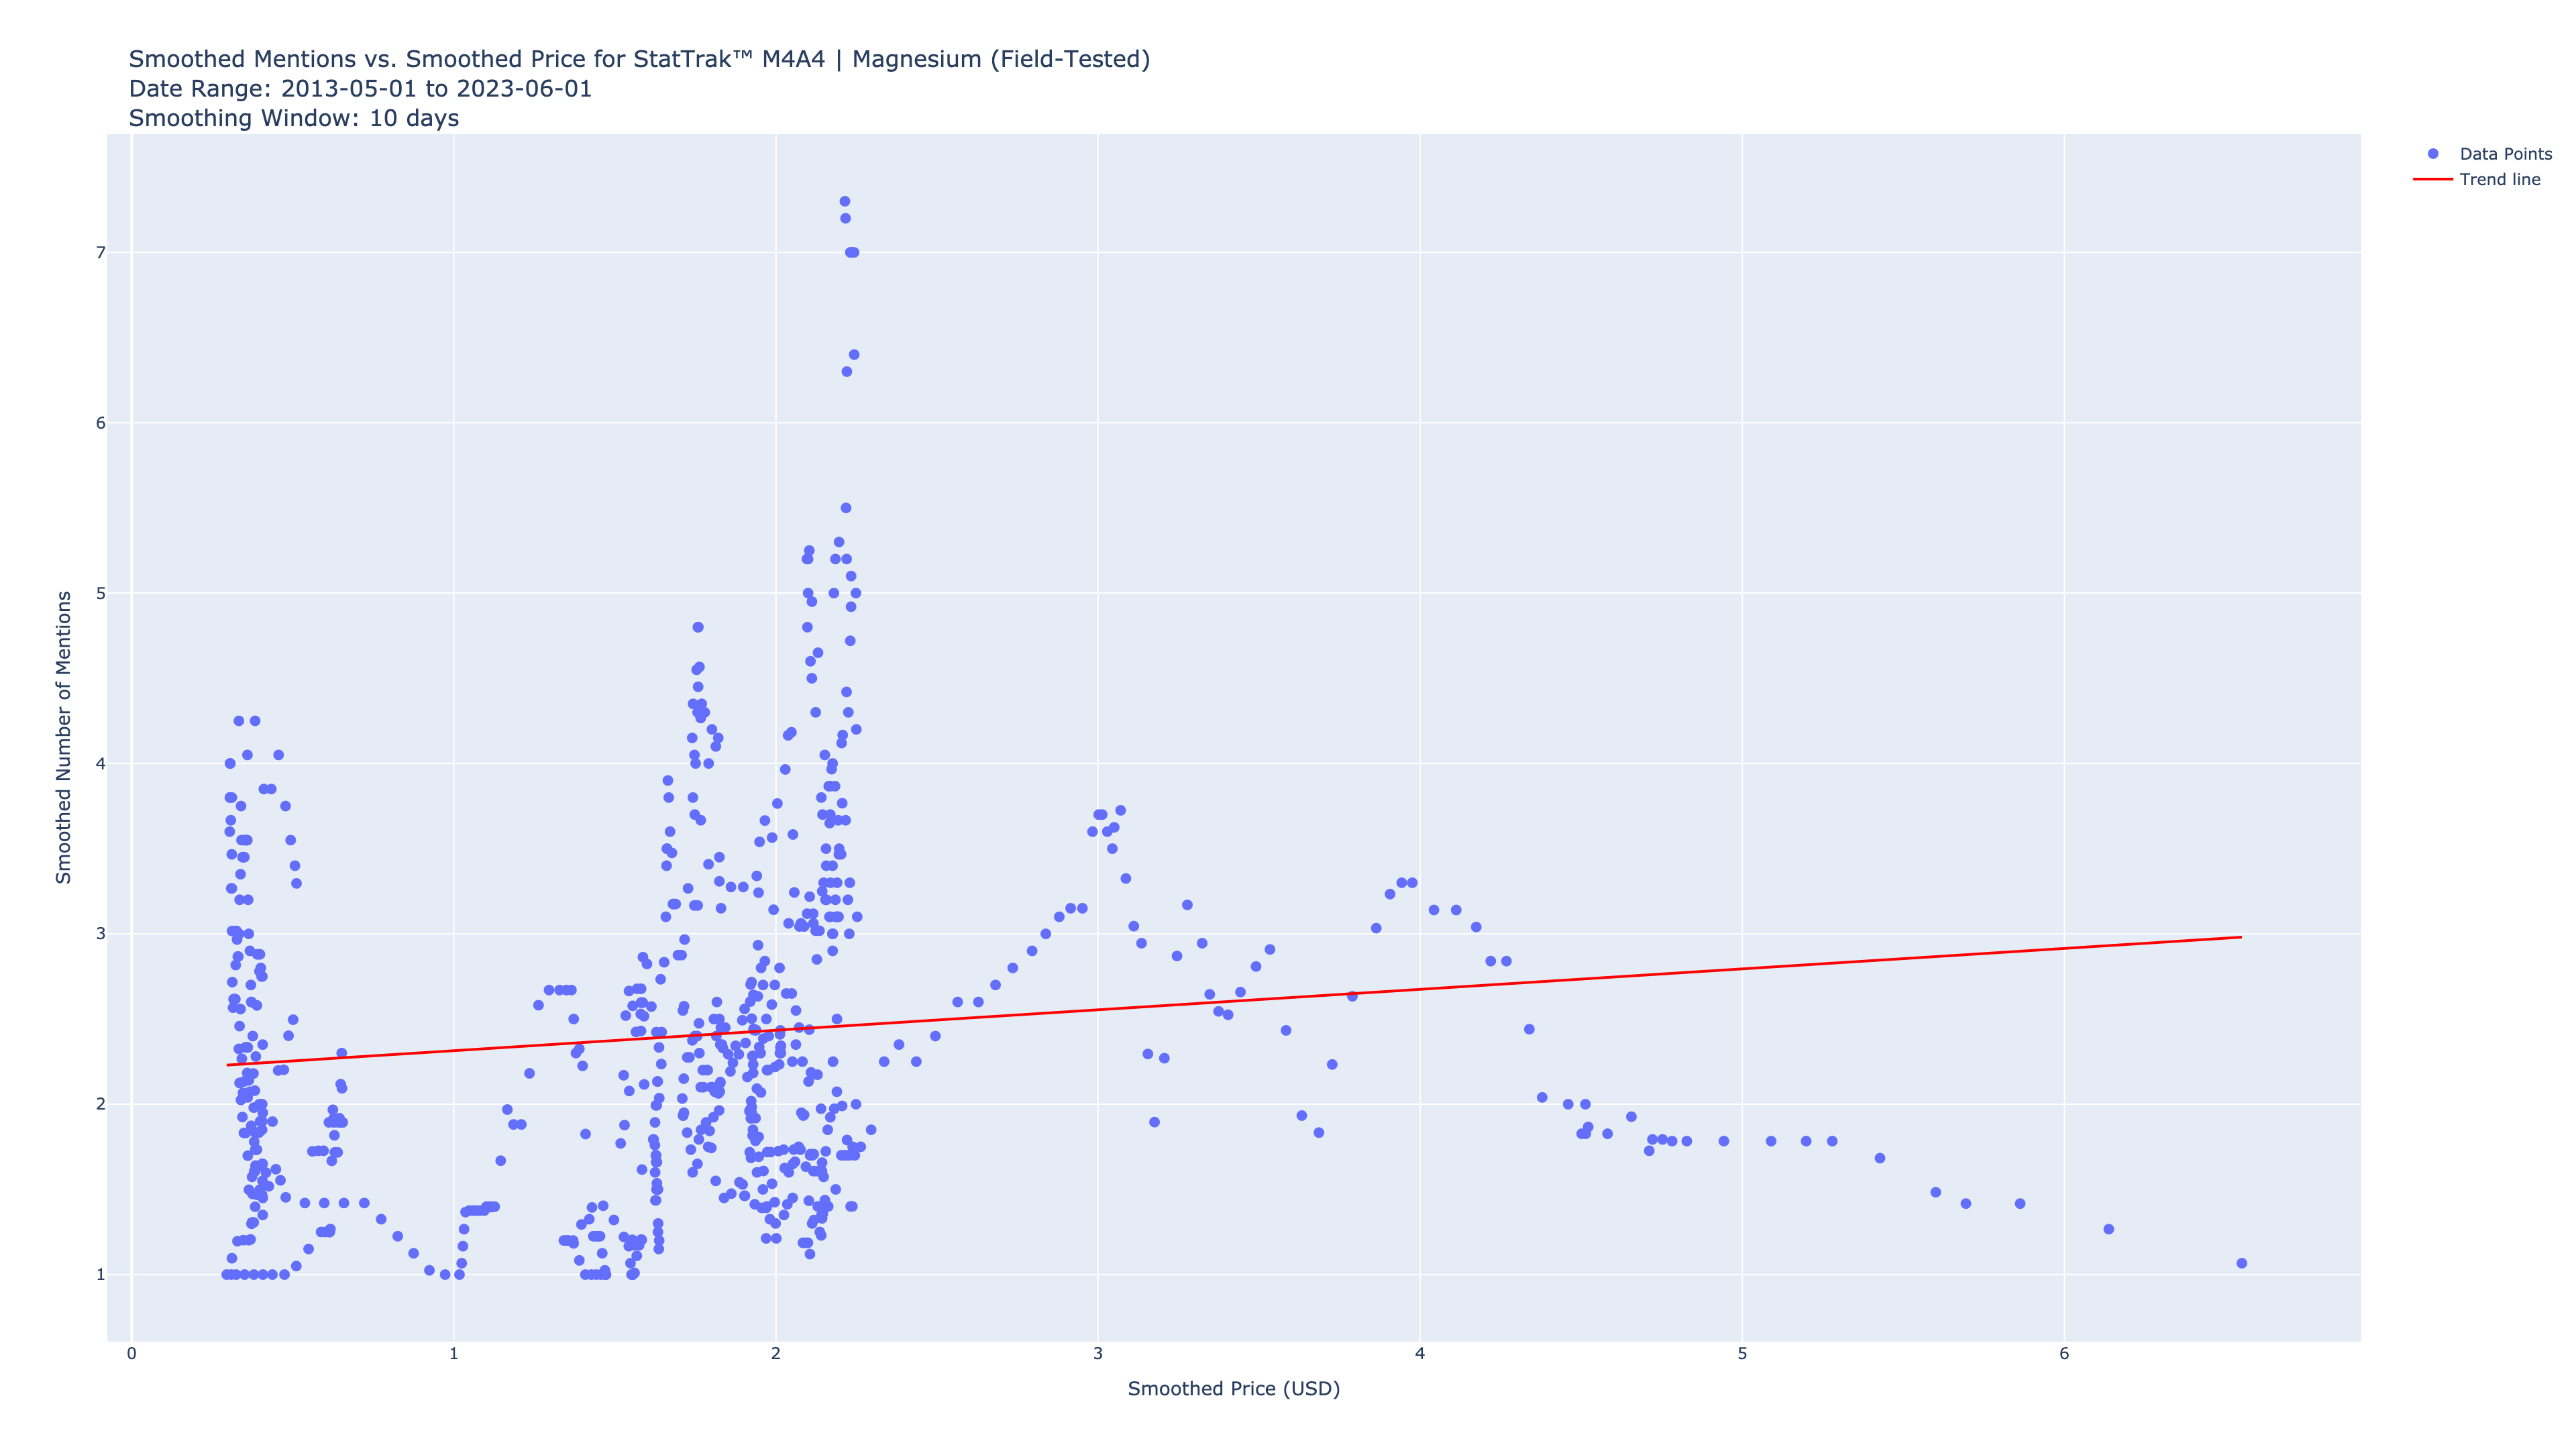 Smoothed Mentions vs. Smoothed Price for StatTrak™ M4A4 | Magnesium (Field-Tested)
Date Range: 2013-05-01 to 2023-06-01
Smoothing Window: 10 days
Data Points
Trend line
7
6
5
4
3
2
1
Smoothed Number of Mentions
0
1
2
3
4
5
6
Smoothed Price (USD)